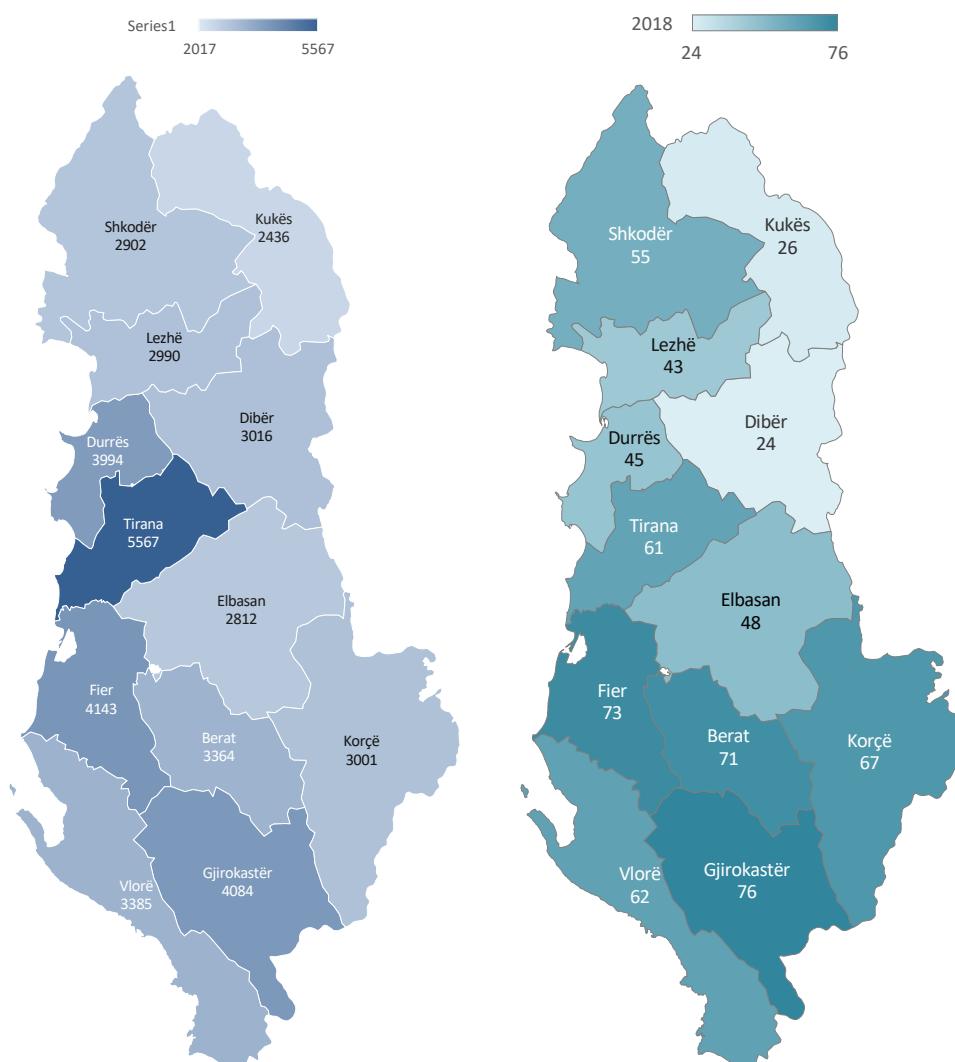 Series1
2017 5567
Shkodër
2902
Kukës
2436
Lezhë
2990
Dibër
3016
Durrës
3994
Tirana
5567
Elbasan
2812
Fier
4143
Berat
3364
Korçë
3001
Gjirokastër
4084
Vlorë
3385
2018
24 76
Shkodër
55
Kukës
26
Lezhë
43
Dibër
24
Durrës
45
Tirana
61
Elbasan
48
Fier
73
Berat
71
Korçë
67
Gjirokastër
76
Vlorë
62